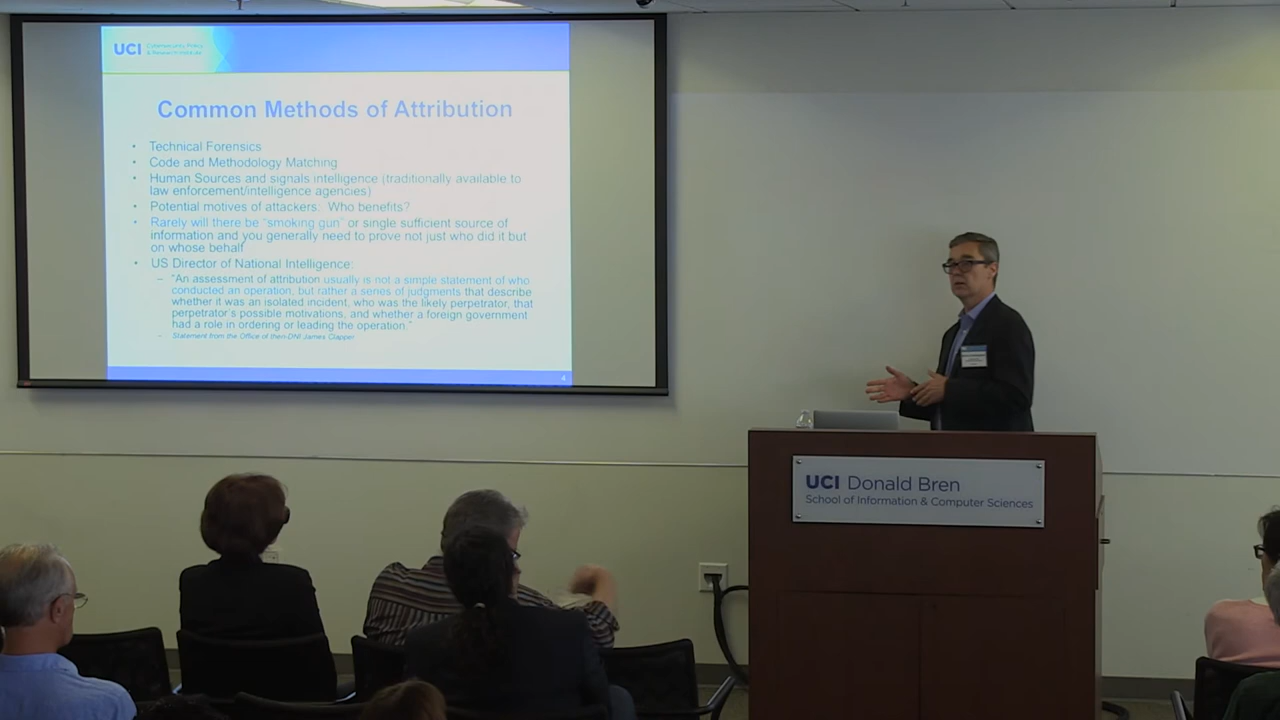 UCI Cybersecurity Policy
& Research Institute
Common Methods of Attribution
• Technical Forensics
• Code and Methodology Matching
• Human Sources and signals intelligence (traditionally available to
law enforcement/intelligence agencies)
• Potential motives of attackers: Who benefits?
• Rarely will there be "smoking gun" or single sufficient source of
information and you generally need to prove not just who did it but
on whose behalf
• US Director of National Intelligence:
– "An assessment of attribution usually is not a simple statement of who
conducted an operation, but rather a series of judgments that describe
whether it was an isolated incident, who was the likely perpetrator, that
perpetrator's possible motivations, and whether a foreign government
had a role in ordering or leading the operation."
– Statement from the Office of then-DNI James Clapper
4
UCI Donald Bren
School of Information & Computer Sciences